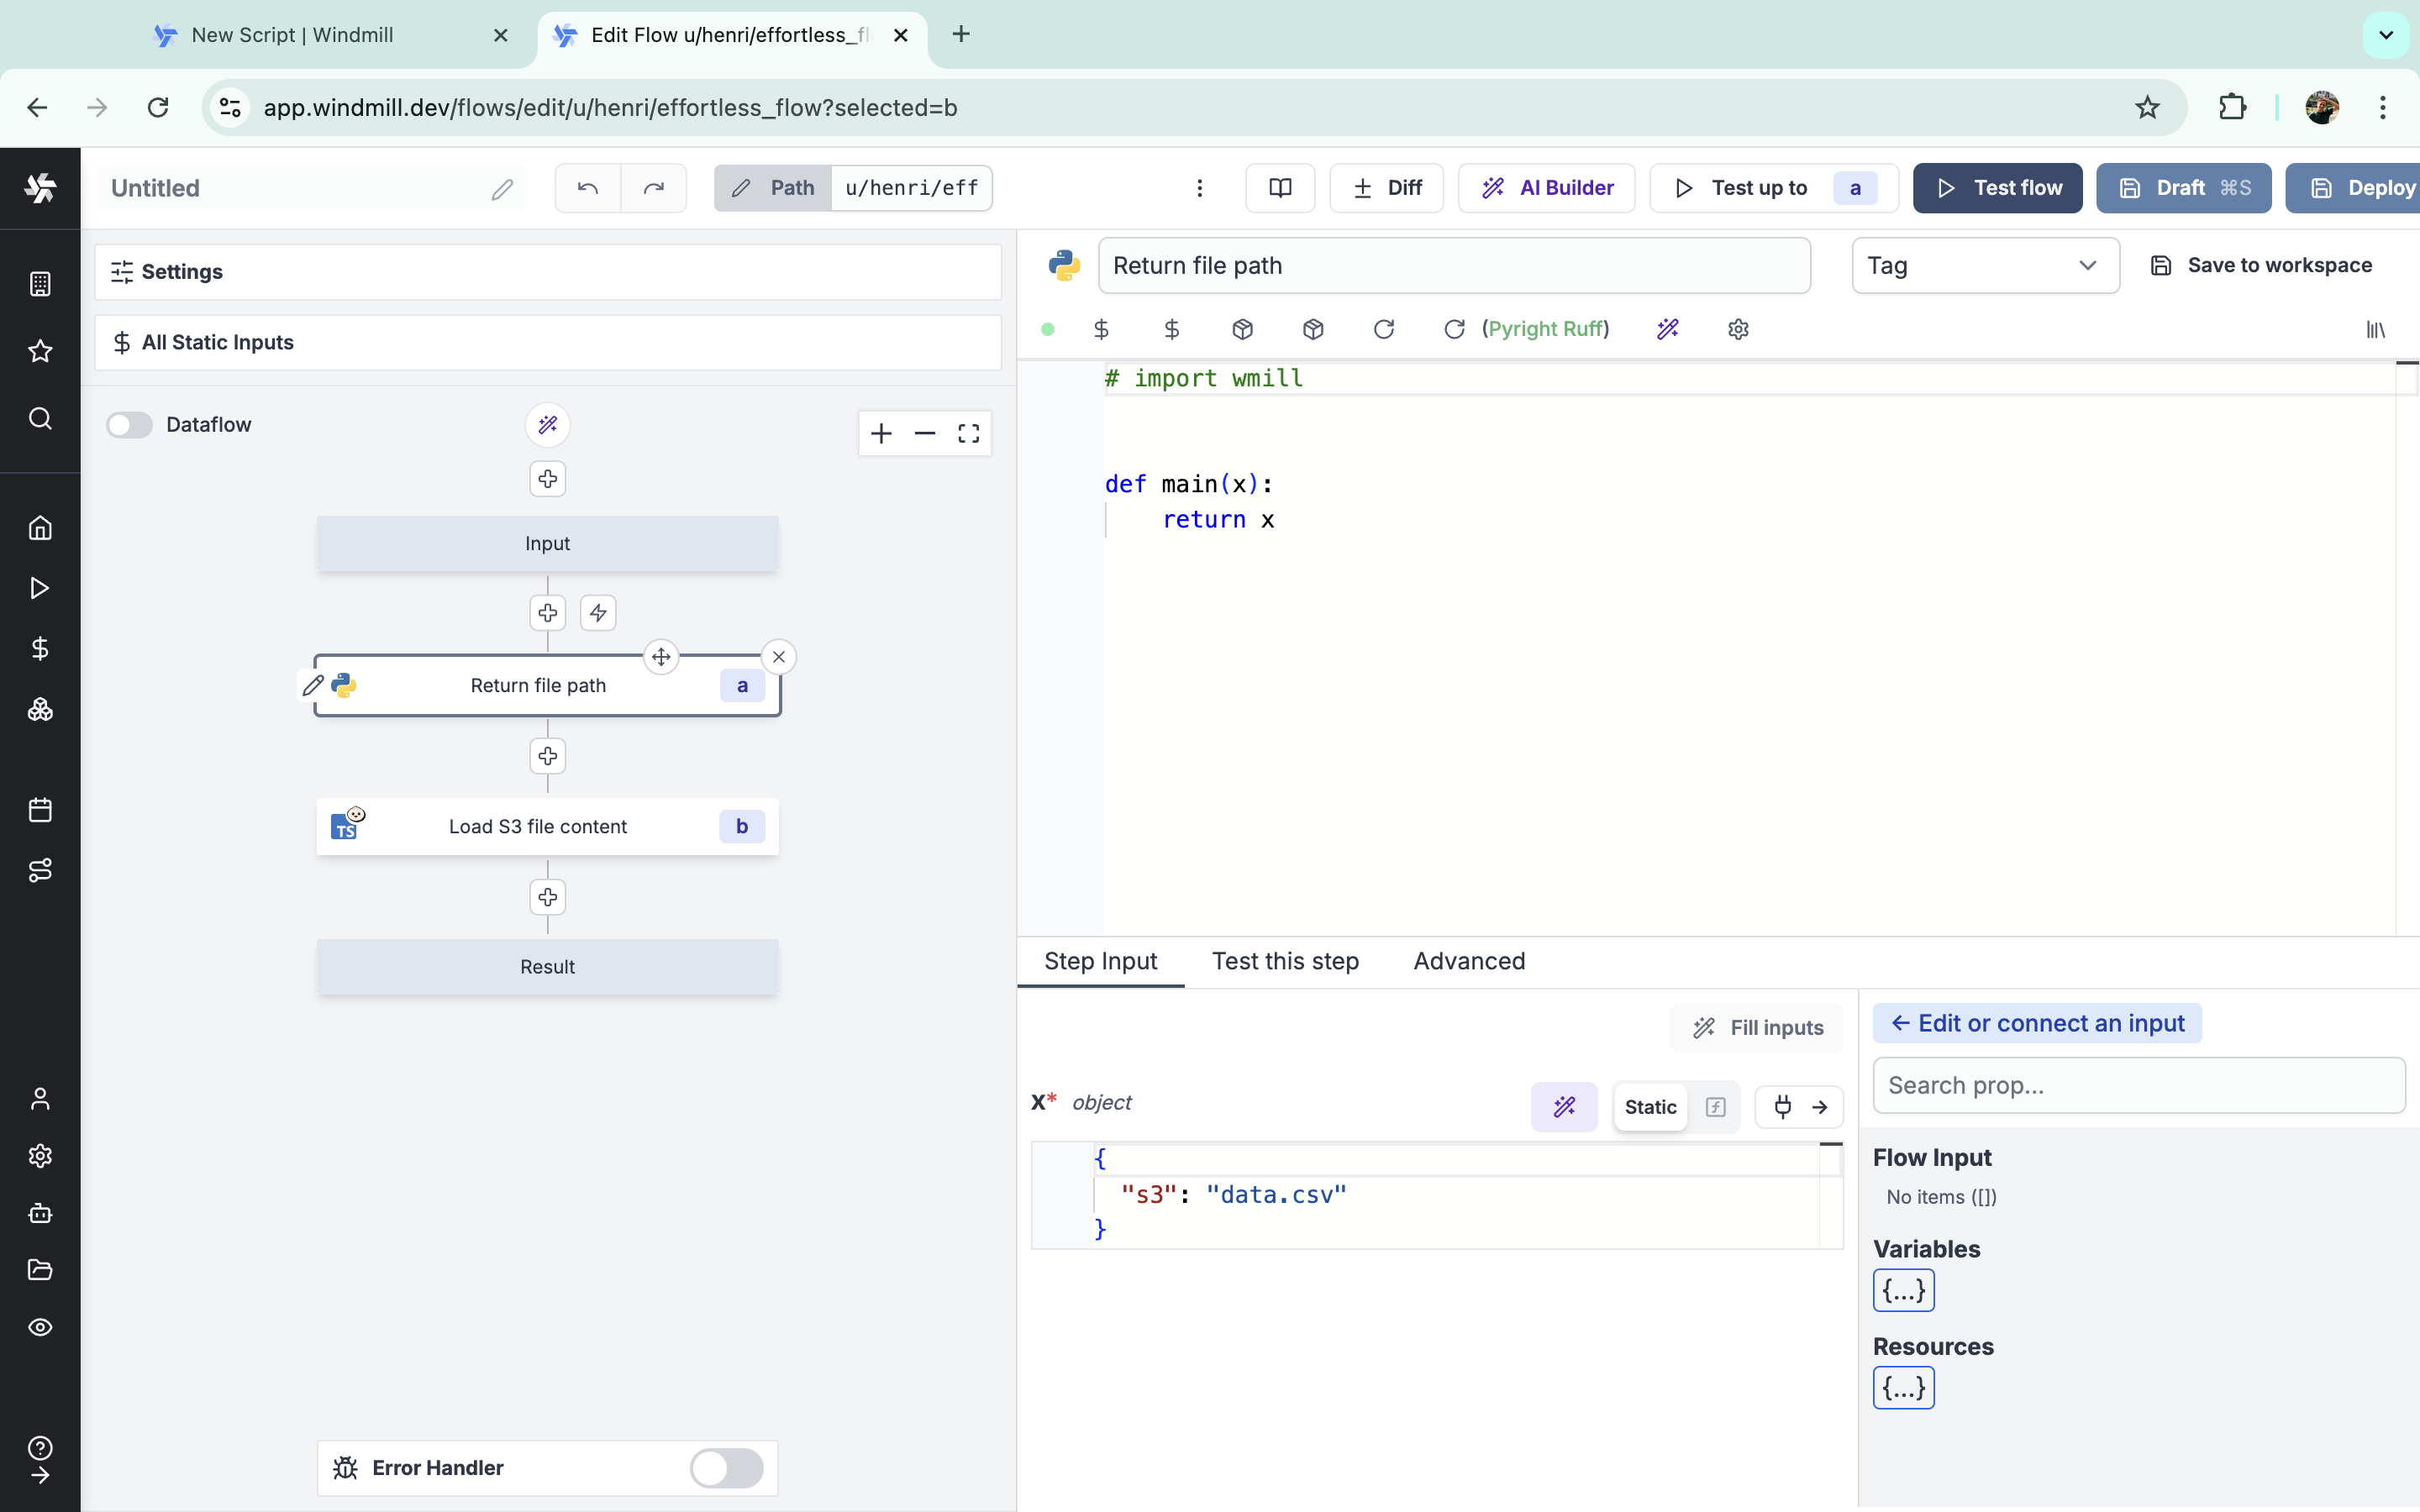 New Script | Windmill
Edit Flow u/henri/effortless_fl
app.windmill.dev/flows/edit/u/henri/effortless_flow?selected=b
Untitled
Path
u/henri/eff
Diff
AI Builder
Test up to
a
Test flow
Draft ⌘S
Deploy
Settings
All Static Inputs
Dataflow
Input
Return file path
a
TS
Load S3 file content
b
Result
Error Handler
Return file path
Tag
Save to workspace
(Pyright Ruff)
# import wmill
def main(x):
return x
Step Input
Test this step
Advanced
Fill inputs
x* object
Static
{
"s3": "data.csv"
}
← Edit or connect an input
Search prop...
Flow Input
No items ([])
Variables
{...}
Resources
{...}